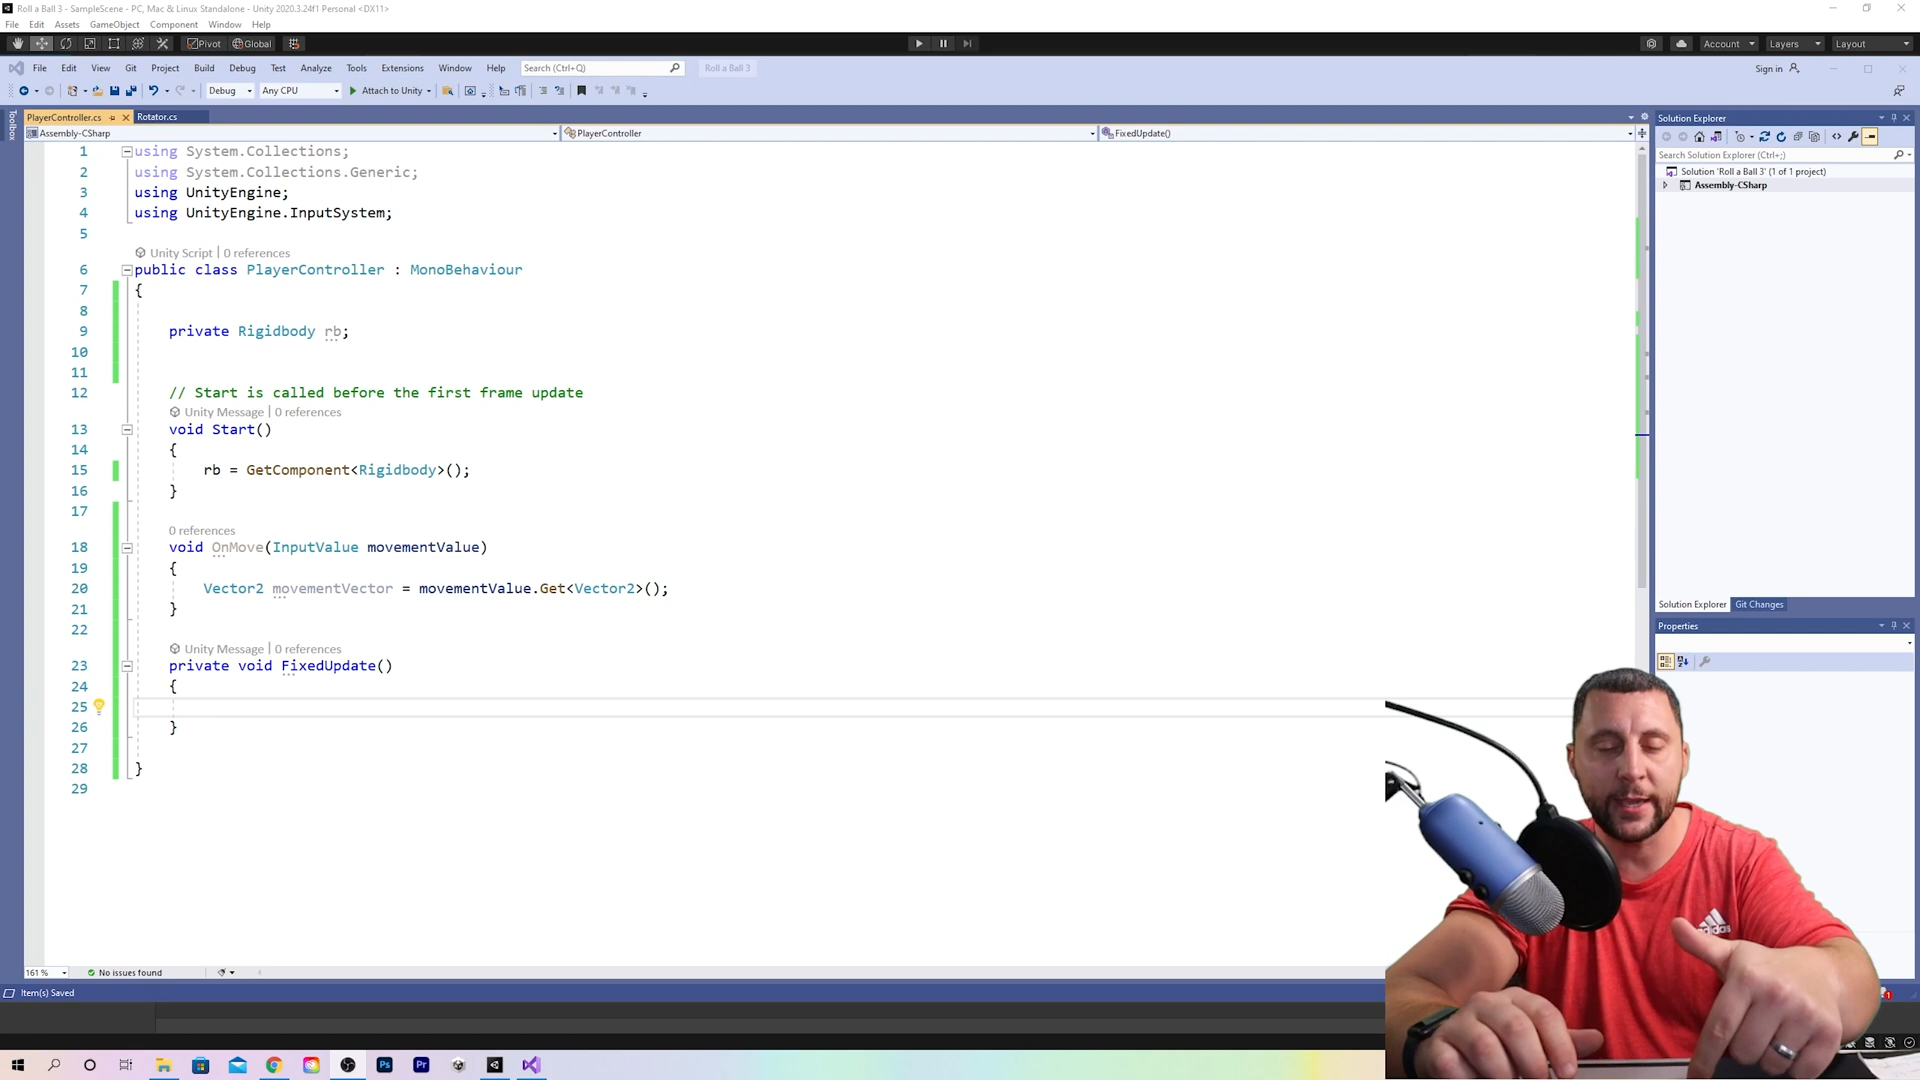 Roll a Ball 3 - SampleScene - PC, Mac & Linux Standalone - Unity 2020.3.24f1 Personal <DX11>
File Edit Assets GameObject Component Window Help
Pivot Global Account Layers Layout
File Edit View Git Project Build Debug Test Analyze Tools Extensions Window Help Search (Ctrl+Q) Roll a Ball 3 Sign in
Debug Any CPU Attach to Unity
Toolbox
PlayerController.cs Rotator.cs
Assembly-CSharp PlayerController FixedUpdate()
1 using System.Collections;
2 using System.Collections.Generic;
3 using UnityEngine;
4 using UnityEngine.InputSystem;
5
Unity Script | 0 references
6 public class PlayerController : MonoBehaviour
7 {
8
9 private Rigidbody rb;
10
11
12 // Start is called before the first frame update
Unity Message | 0 references
13 void Start()
14 {
15 rb = GetComponent<Rigidbody>();
16 }
17
0 references
18 void OnMove(InputValue movementValue)
19 {
20 Vector2 movementVector = movementValue.Get<Vector2>();
21 }
22
Unity Message | 0 references
23 private void FixedUpdate()
24 {
25
26 }
27
28 }
29
161 % No issues found
Item(s) Saved
Solution Explorer
Search Solution Explorer (Ctrl+;)
Solution 'Roll a Ball 3' (1 of 1 project)
Assembly-CSharp
Solution Explorer Git Changes
Properties
adidas
1
Ps Pr